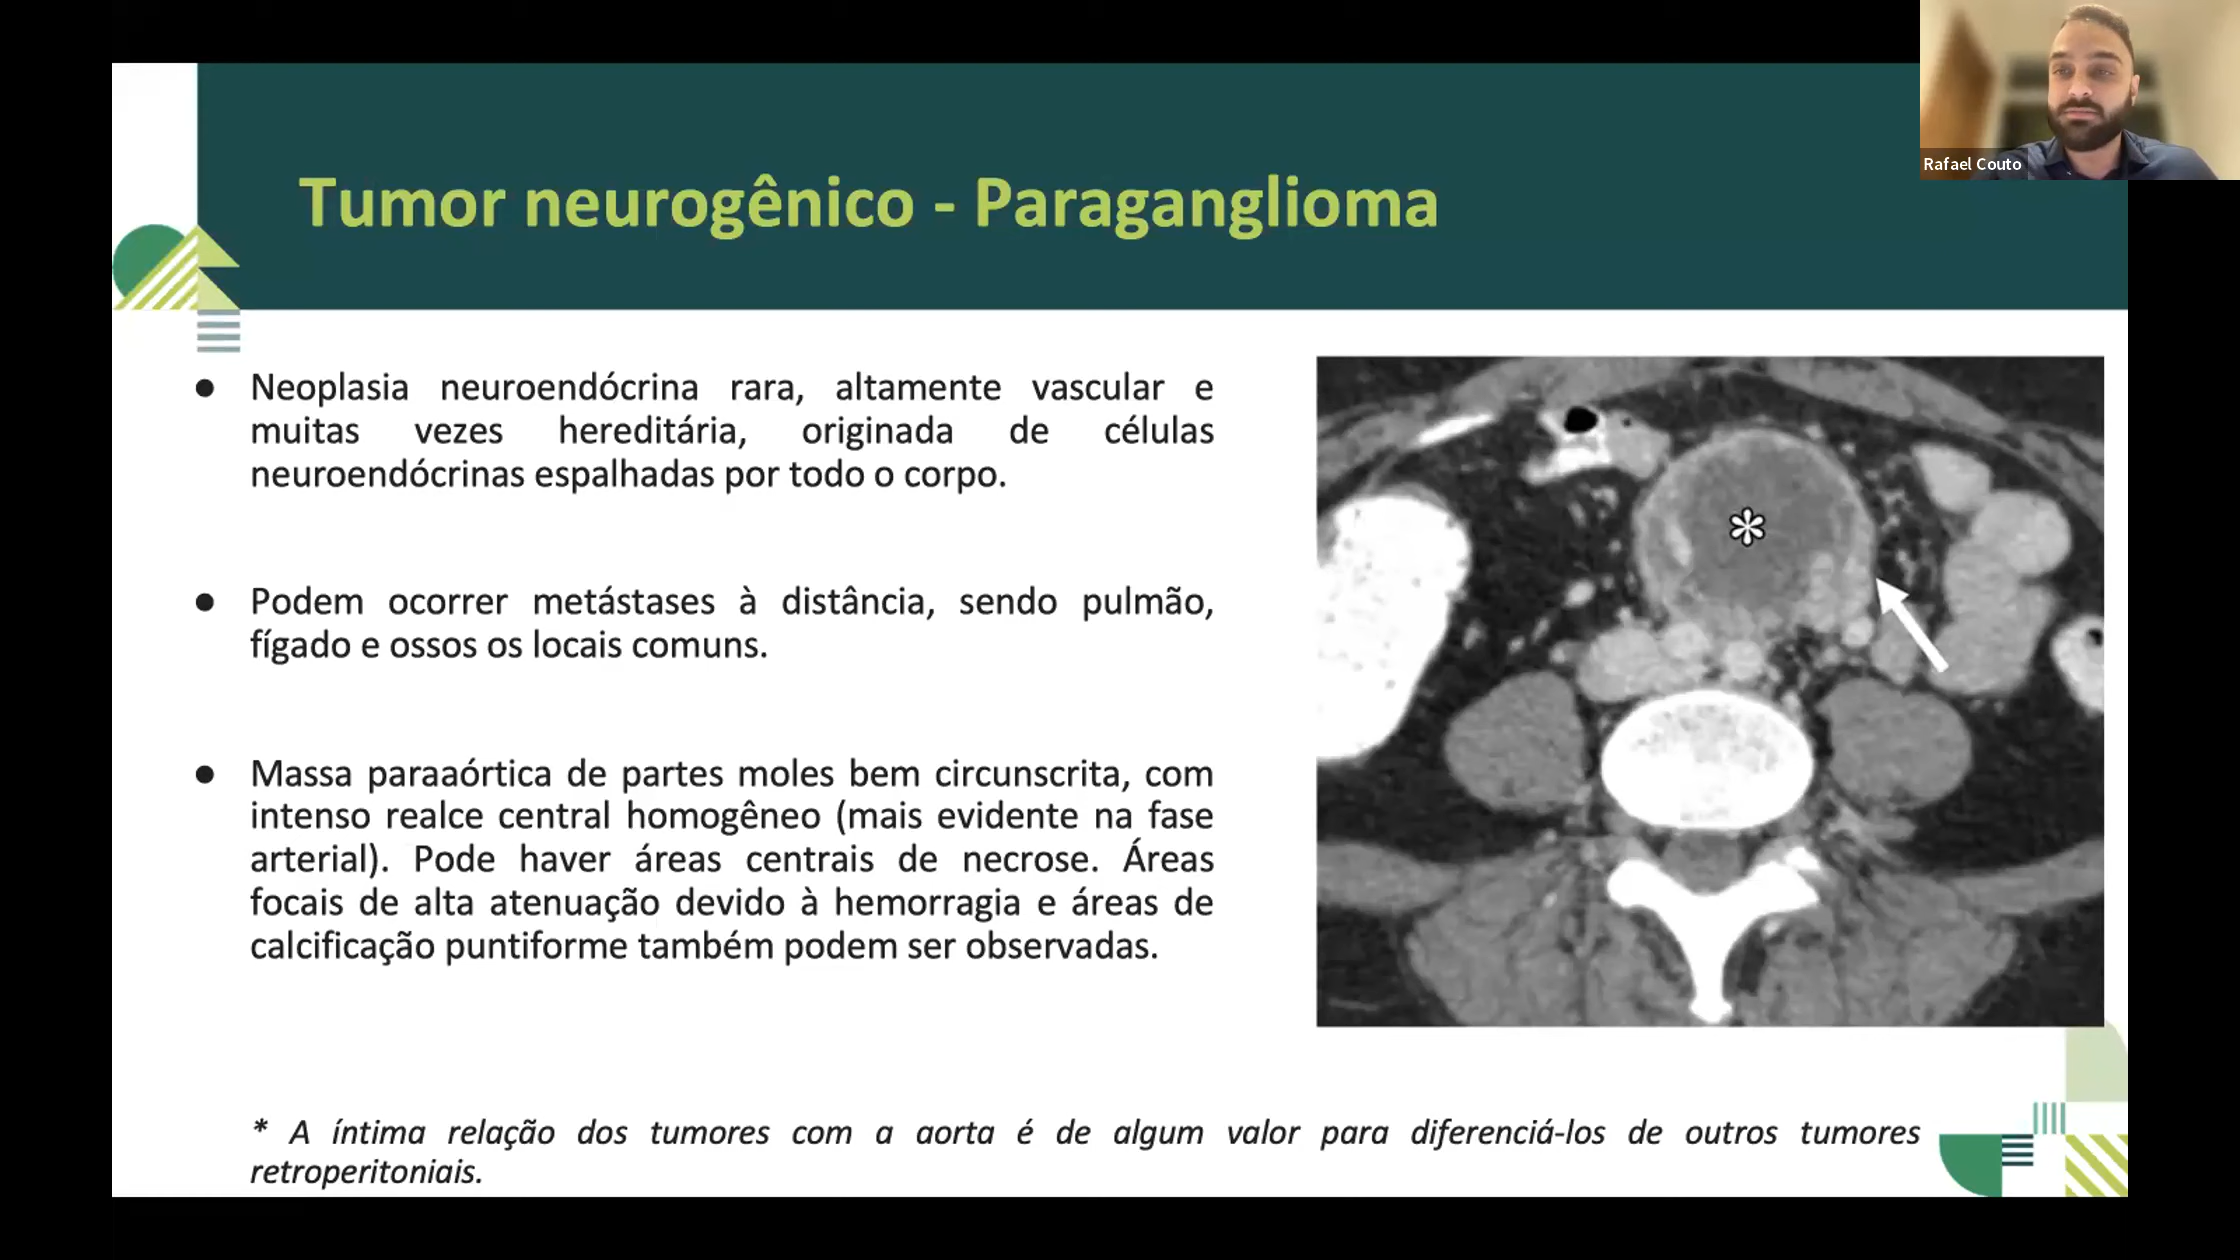 Rafael Couto
Tumor neurogênico - Paraganglioma
● Neoplasia neuroendócrina rara, altamente vascular e
muitas vezes hereditária, originada de células
neuroendócrinas espalhadas por todo o corpo.
● Podem ocorrer metástases à distância, sendo pulmão,
fígado e ossos os locais comuns.
● Massa paraaórtica de partes moles bem circunscrita, com
intenso realce central homogêneo (mais evidente na fase
arterial). Pode haver áreas centrais de necrose. Áreas
focais de alta atenuação devido à hemorragia e áreas de
calcificação puntiforme também podem ser observadas.
*
* A íntima relação dos tumores com a aorta é de algum valor para diferenciá-los de outros tumores
retroperitoniais.